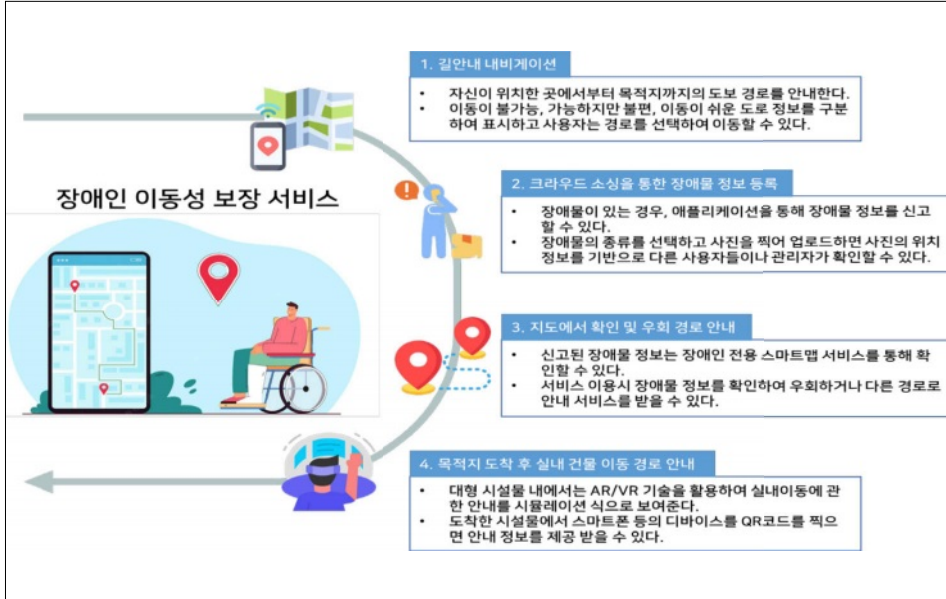 장애인 이동성 보장 서비스
1. 길안내 내비게이션
• 자신이 위치한 곳에서부터 목적지까지의 도보 경로를 안내한다.
• 이동이 불가능, 가능하지만 불편, 이동이 쉬운 도로 정보를 구분
하여 표시하고 사용자는 경로를 선택하여 이동할 수 있다.
2. 크라우드 소싱을 통한 장애물 정보 등록
• 장애물이 있는 경우, 애플리케이션을 통해 장애물 정보를 신고
할 수 있다.
• 장애물의 종류를 선택하고 사진을 찍어 업로드하면 사진의 위치
정보를 기반으로 다른 사용자들이나 관리자가 확인할 수 있다.
3. 지도에서 확인 및 우회 경로 안내
• 신고된 장애물 정보는 장애인 전용 스마트맵 서비스를 통해 확
인할 수 있다.
• 서비스 이용시 장애물 정보를 확인하여 우회하거나 다른 경로로
안내 서비스를 받을 수 있다.
4. 목적지 도착 후 실내 건물 이동 경로 안내
• 대형 시설물 내에서는 AR/VR 기술을 활용하여 실내이동에 관
한 안내를 시뮬레이션 식으로 보여준다.
• 도착한 시설물에서 스마트폰 등의 디바이스를 QR코드를 찍으
면 안내 정보를 제공 받을 수 있다.